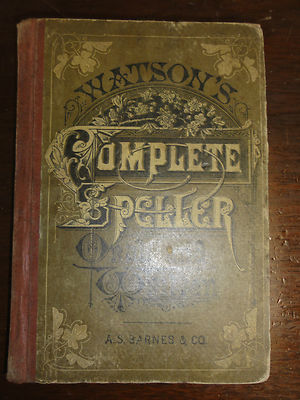 WATSON'S
COMPLETE
SPELLER
A.S. BARNES & CO.